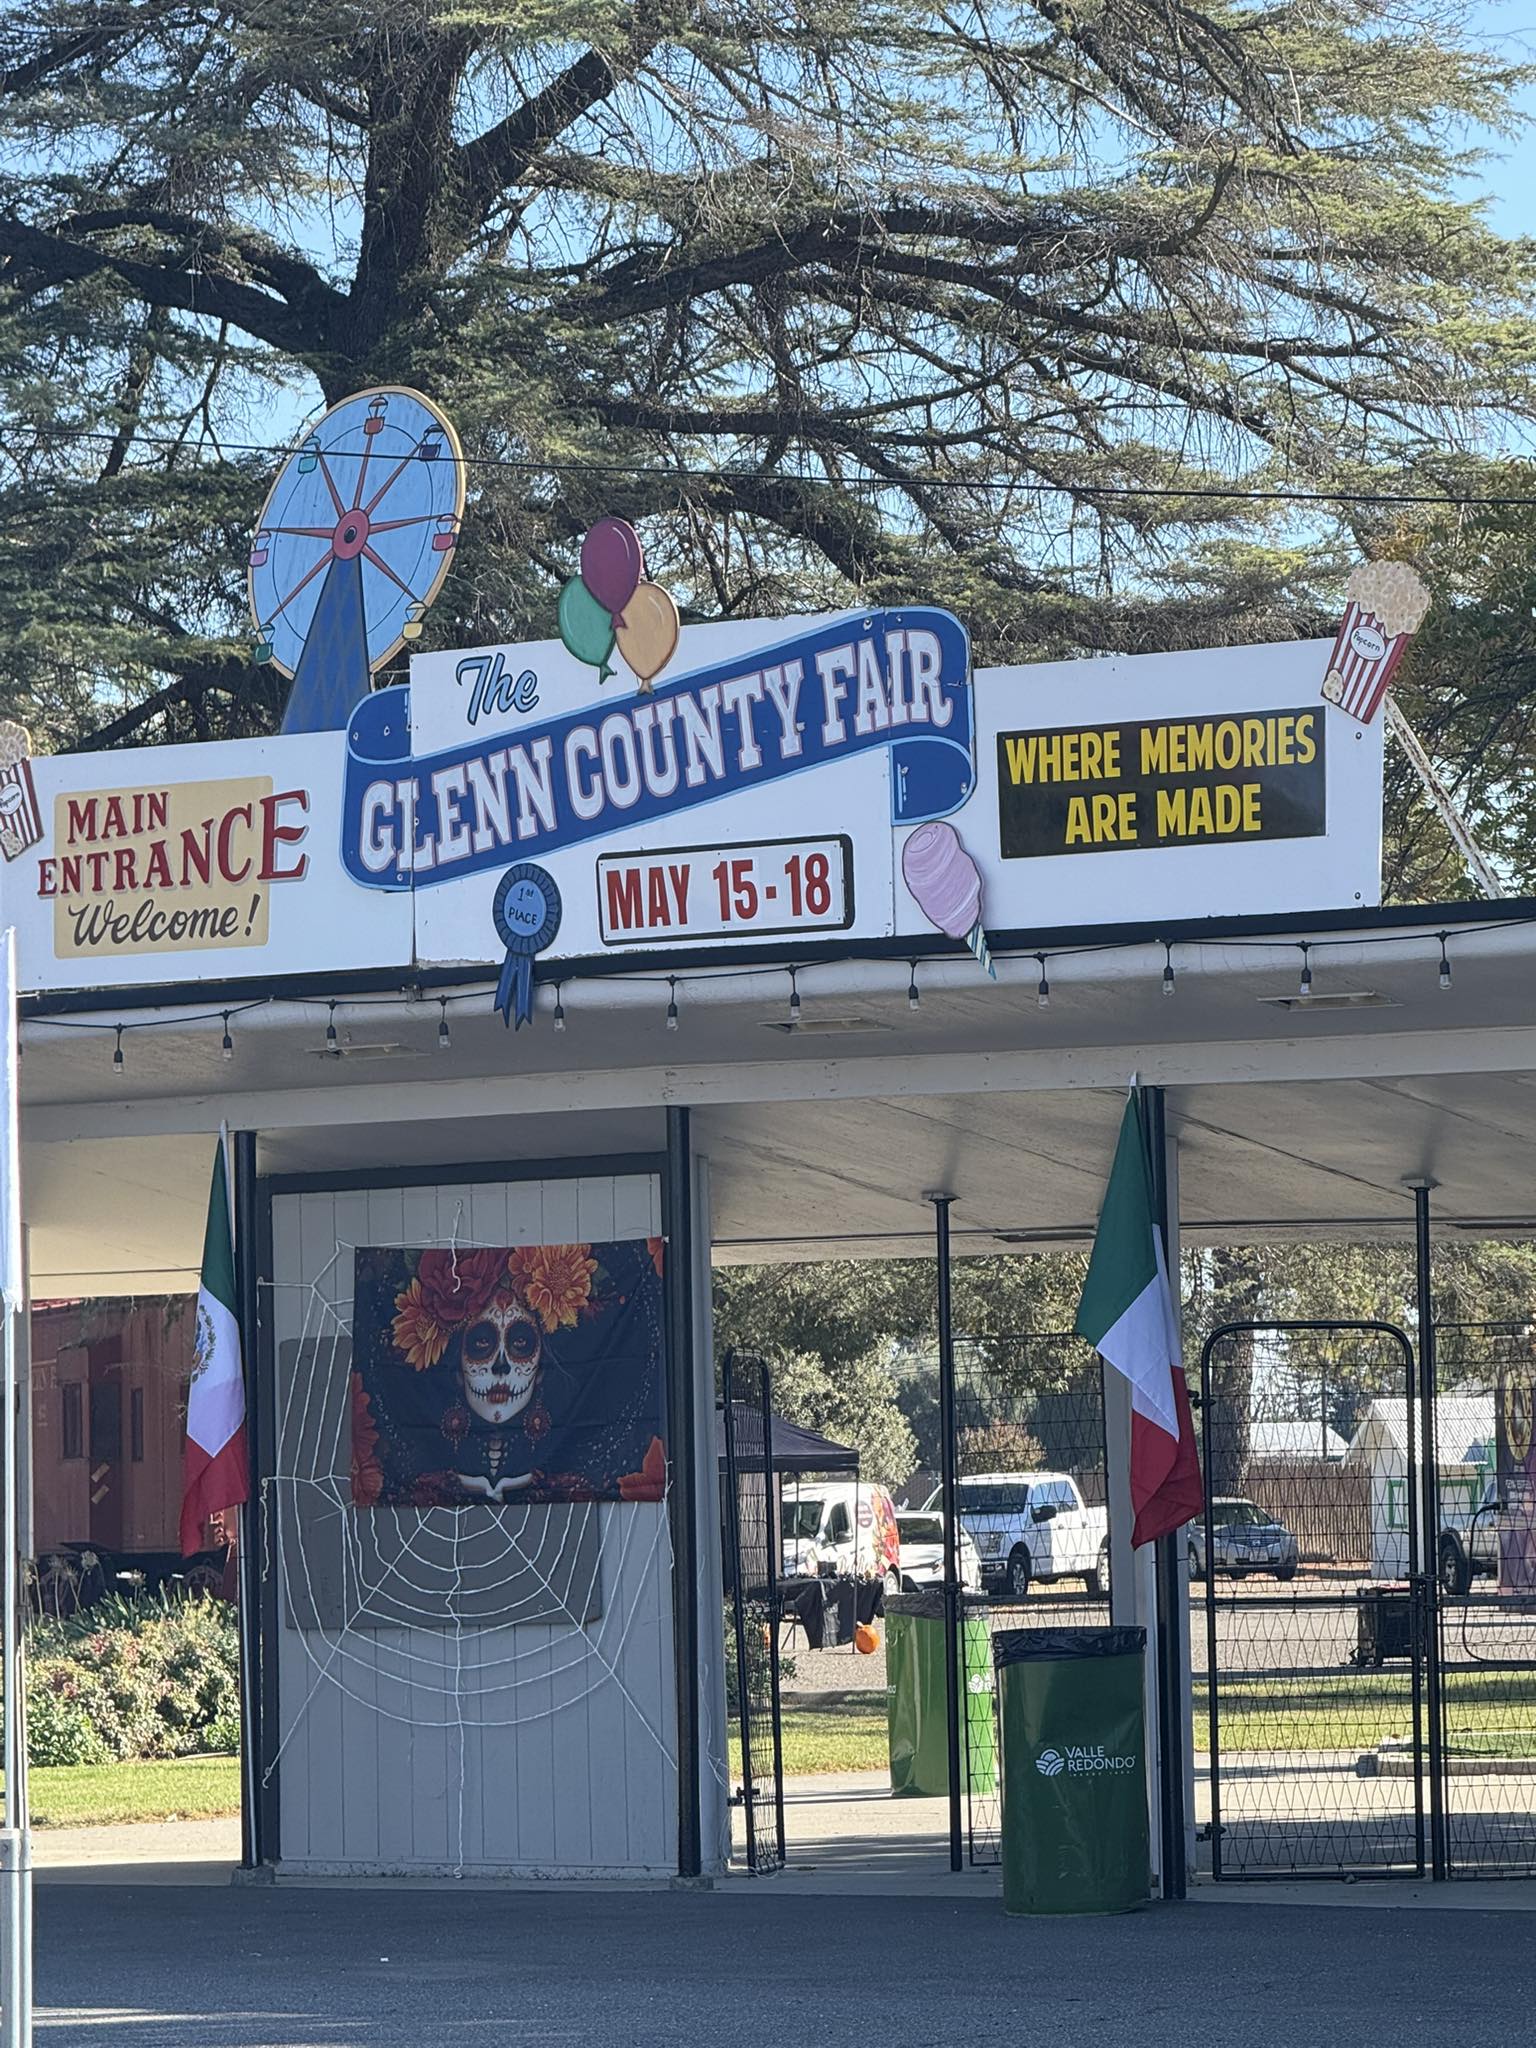 The
GLENN COUNTY FAIR
MAIN
ENTRANCE
Welcome!
1st
PLACE
MAY 15-18
WHERE MEMORIES
ARE MADE
Popcorn
VALLE
REDONDO